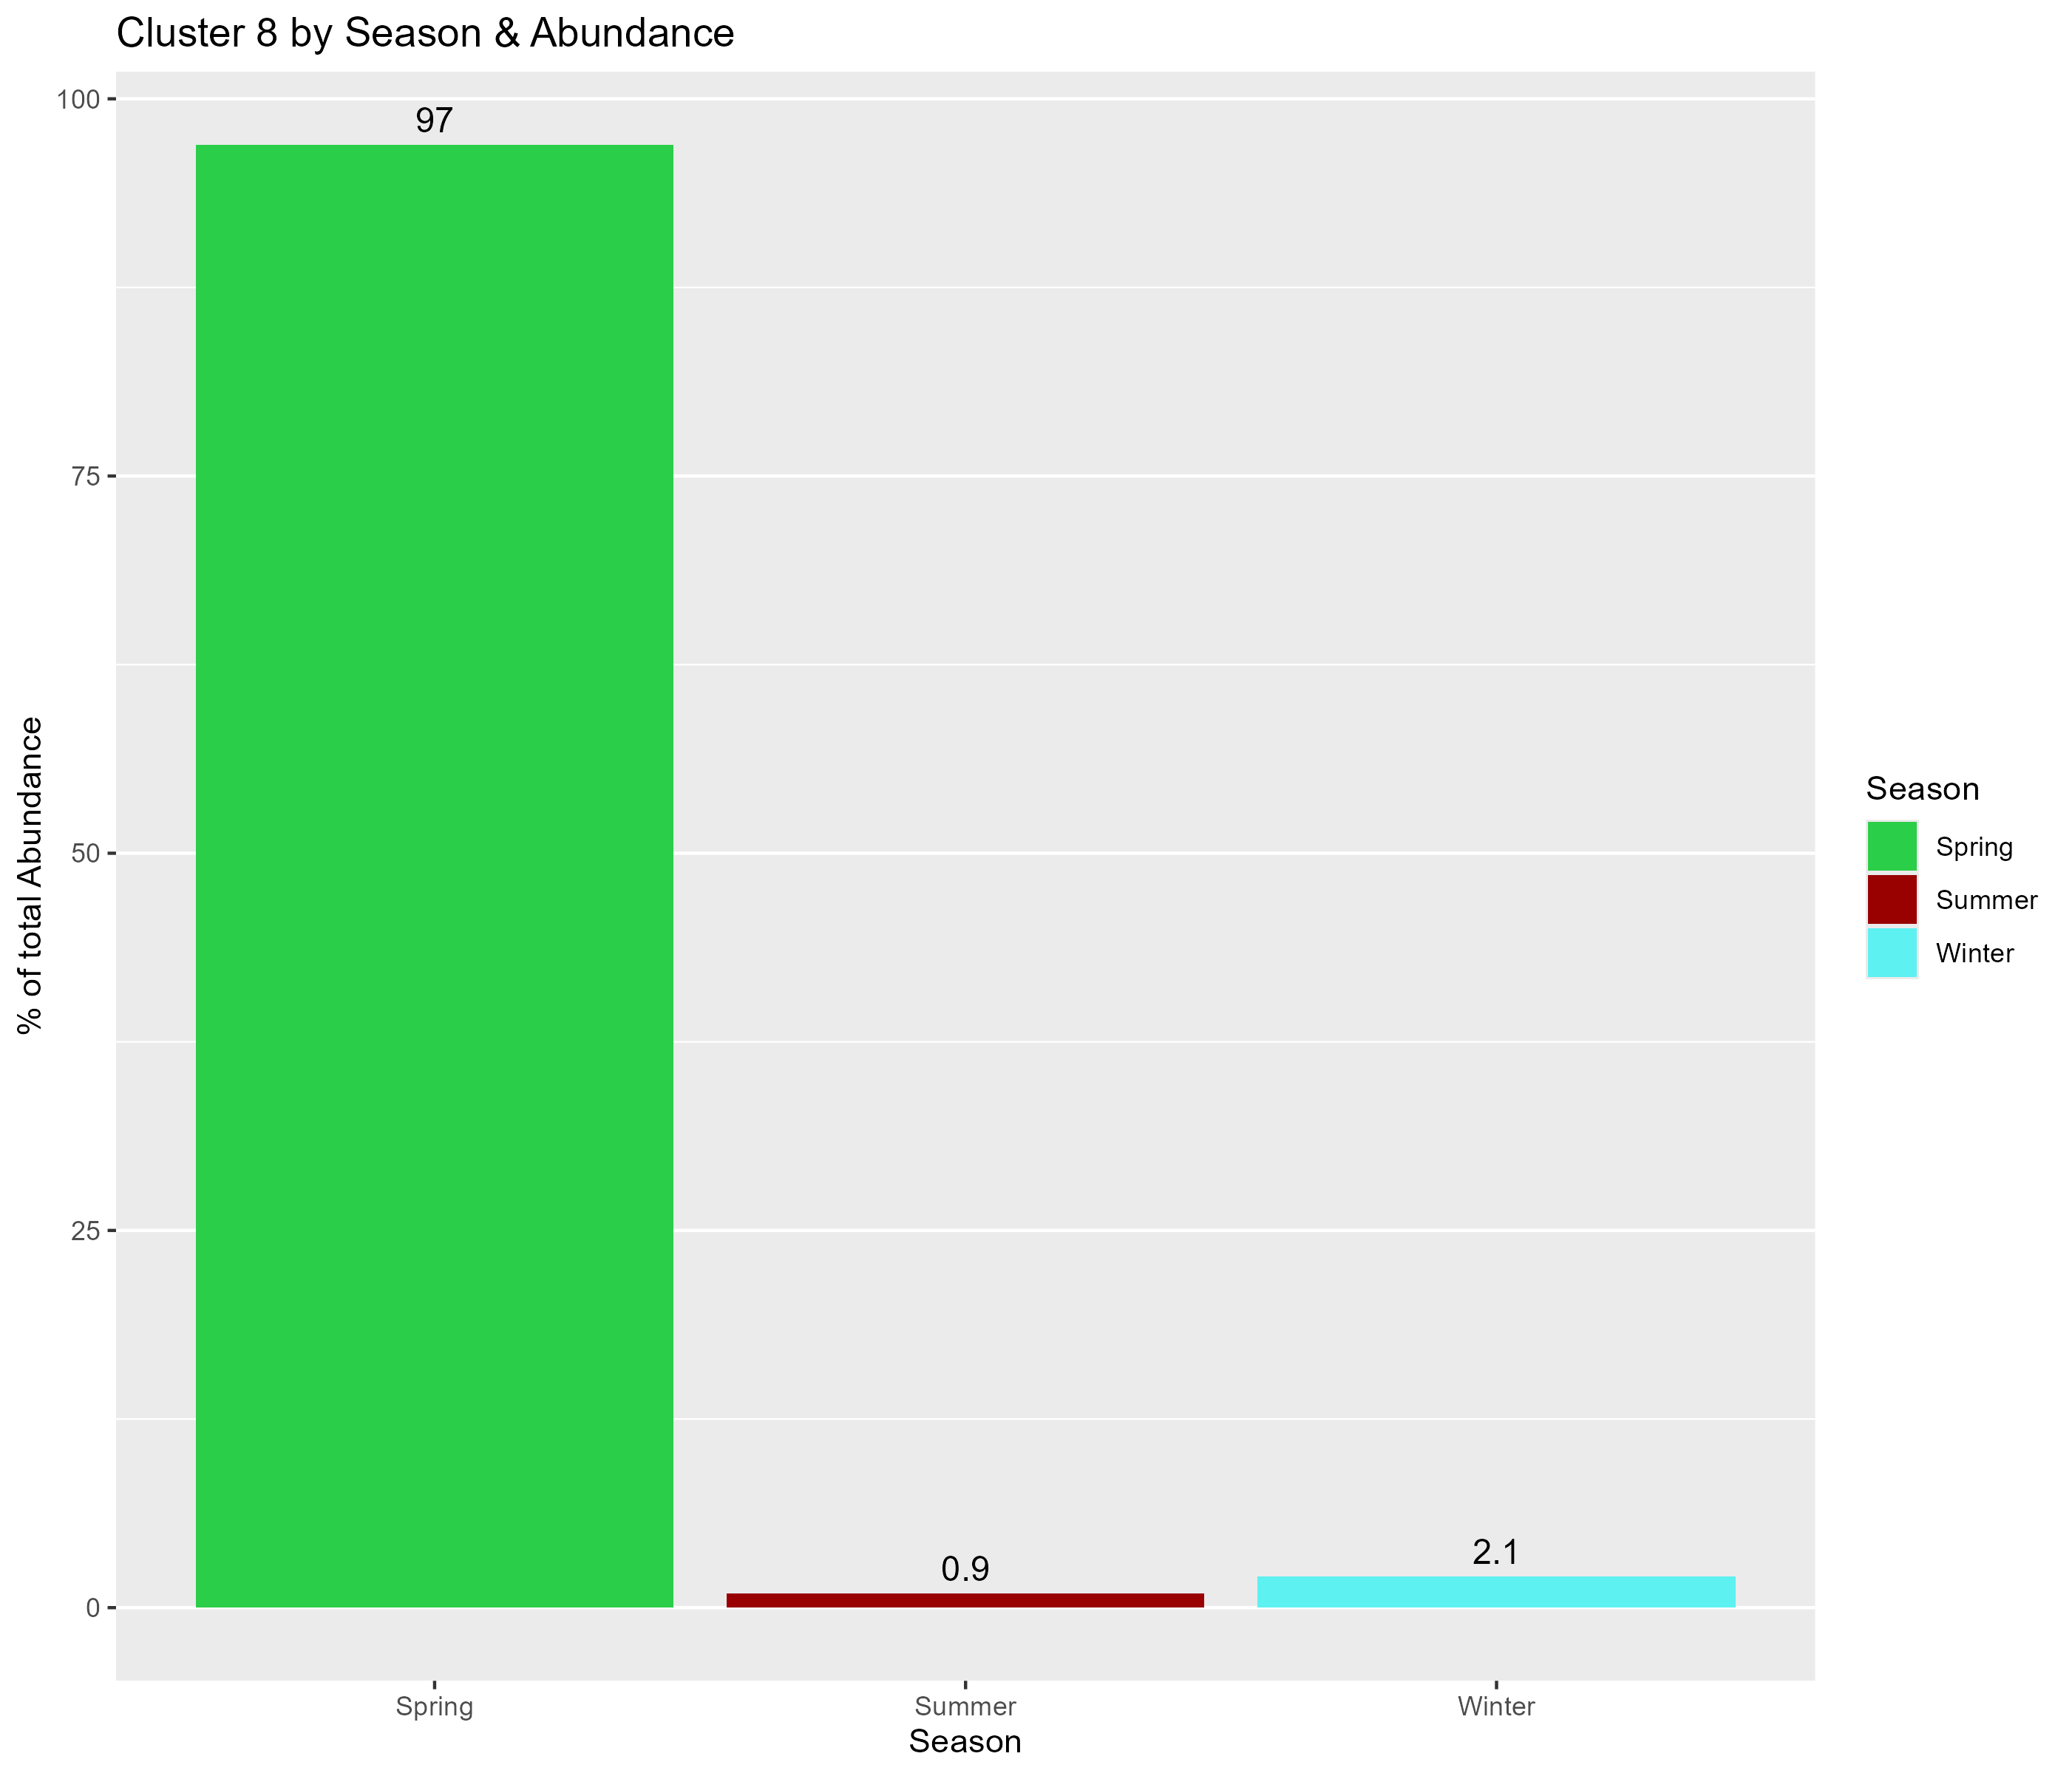 Cluster 8 by Season & Abundance
% of total Abundance
100
75
50
25
0
97
0.9
2.1
Spring
Summer
Winter
Season
Season
Spring
Summer
Winter